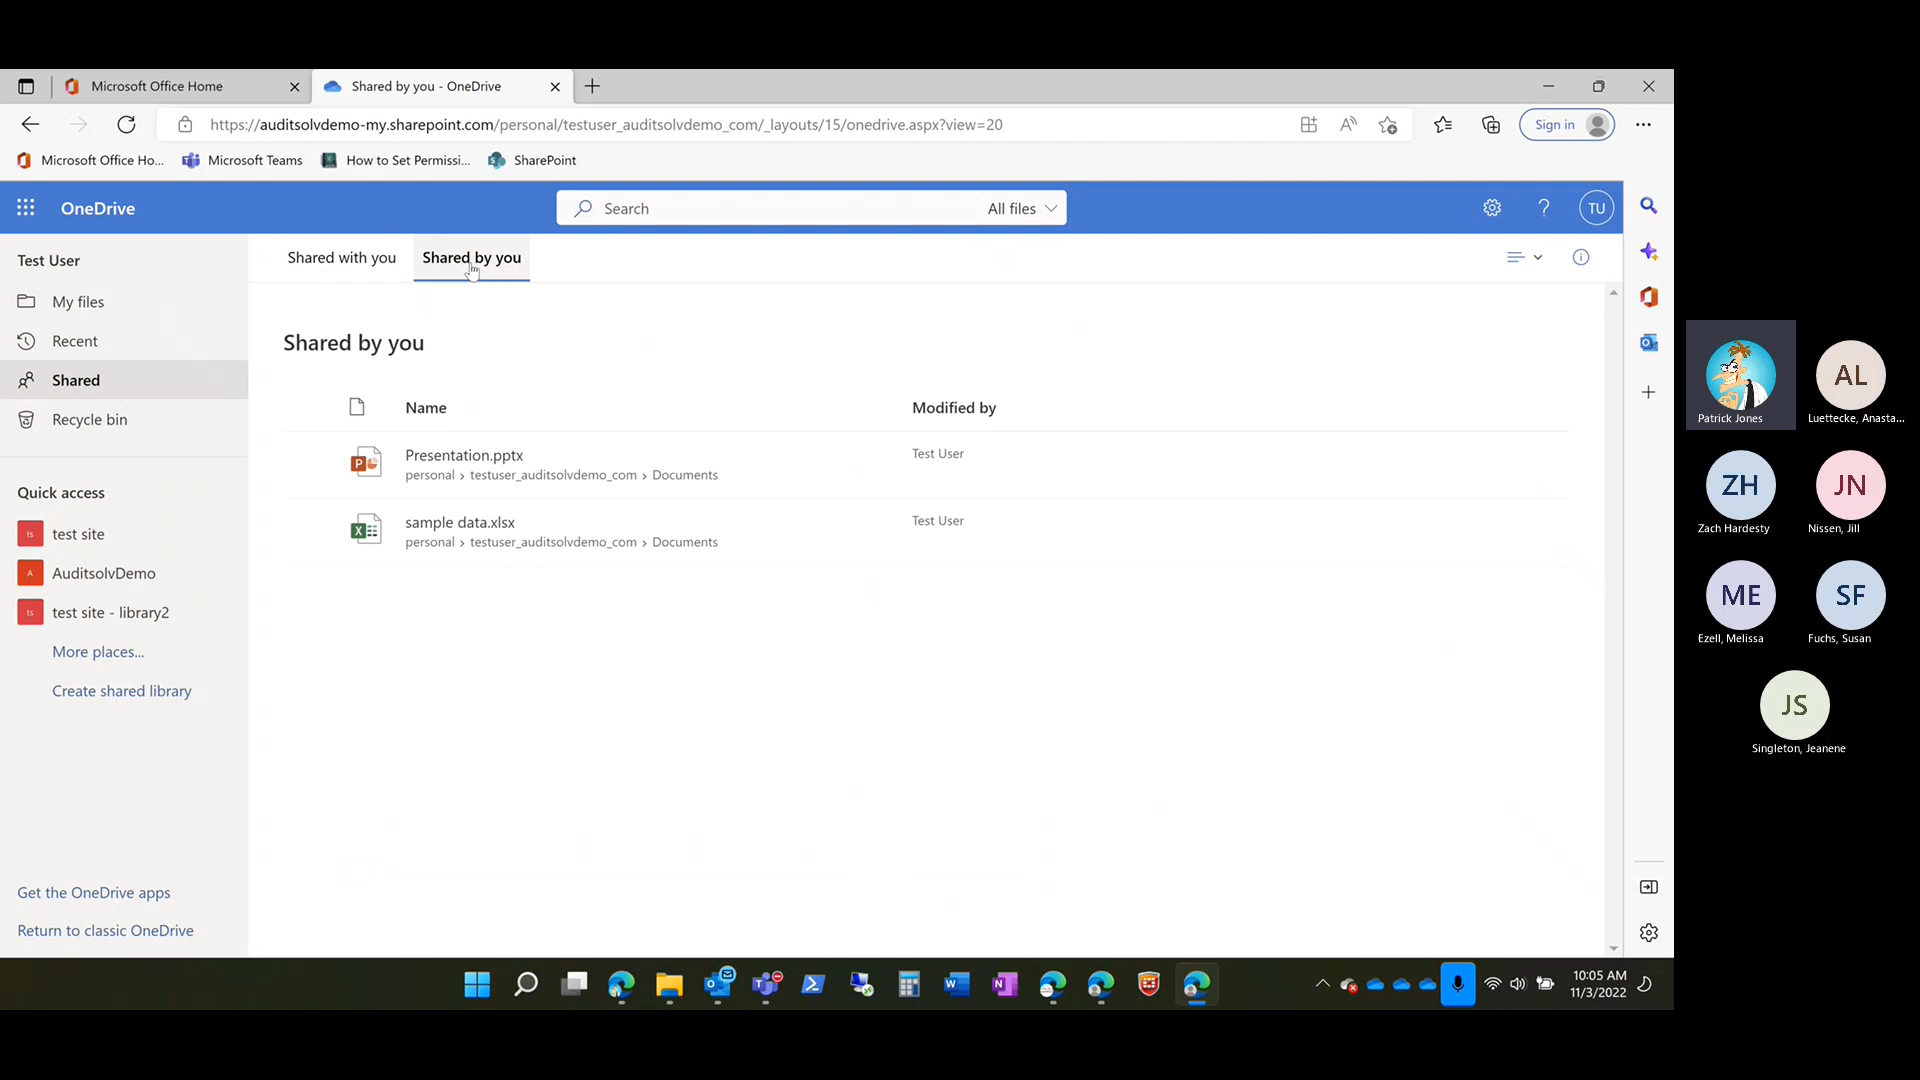 Microsoft Office Home
Shared by you - OneDrive
https://auditsolvdemo-my.sharepoint.com/personal/testuser_auditsolvdemo_com/_layouts/15/onedrive.aspx?view=20
Sign in
Microsoft Office Ho...
Microsoft Teams
How to Set Permissi...
SharePoint
OneDrive
Search
All files
TU
Test User
My files
Recent
Shared
Recycle bin
Quick access
ts test site
A AuditsolvDemo
ts test site - library2
More places...
Create shared library
Get the OneDrive apps
Return to classic OneDrive
Shared with you
Shared by you
Shared by you
Name
Modified by
Presentation.pptx
personal › testuser_auditsolvdemo_com › Documents
Test User
sample data.xlsx
personal › testuser_auditsolvdemo_com › Documents
Test User
10:05 AM
11/3/2022
Patrick Jones
AL
Luettecke, Anasta...
ZH
Zach Hardesty
JN
Nissen, Jill
ME
Ezell, Melissa
SF
Fuchs, Susan
JS
Singleton, Jeanene